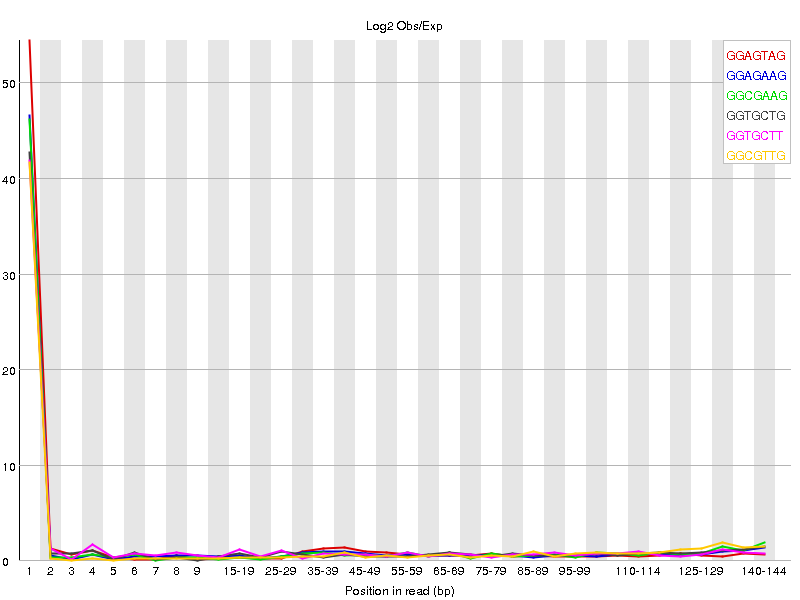 Log2 Obs/Exp
GGAGTAG
GGAGAAG
GGCGAAG
GGTGCTG
GGTGCTT
GGCGTTG
50
40
30
20
10
0
1 2 3 4 5 6 7 8 9 15-19 25-29 35-39 45-49 55-59 65-69 75-79 85-89 95-99 110-114 125-129 140-144
Position in read (bp)